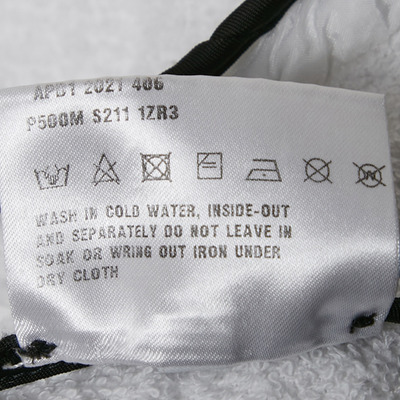 APD1 2021 406
P500M S211 1ZR3
WASH IN COLD WATER, INSIDE-OUT
AND SEPARATELY DO NOT LEAVE IN
SOAK OR WRING OUT IRON UNDER
DRY CLOTH